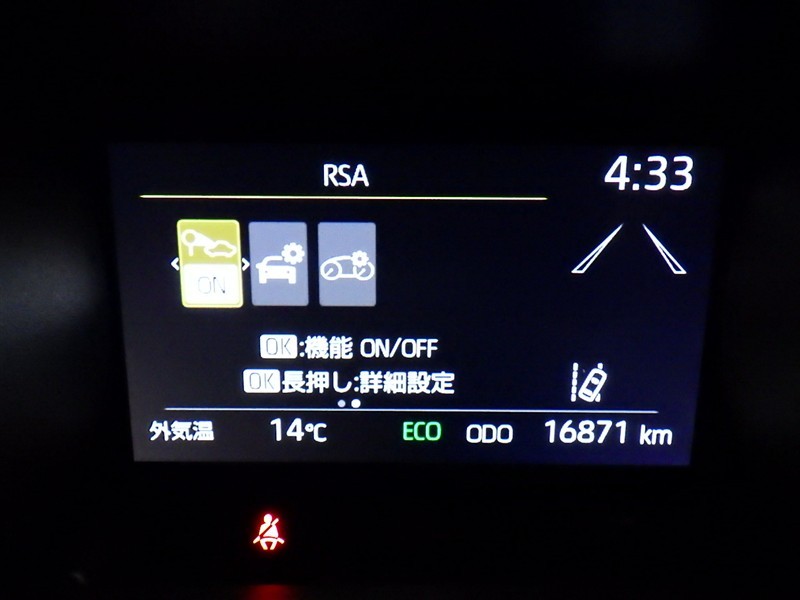 RSA 4:33
ON
OK:機能 ON/OFF
OK長押し:詳細設定
外気温 14℃ ECO ODO 16871 km